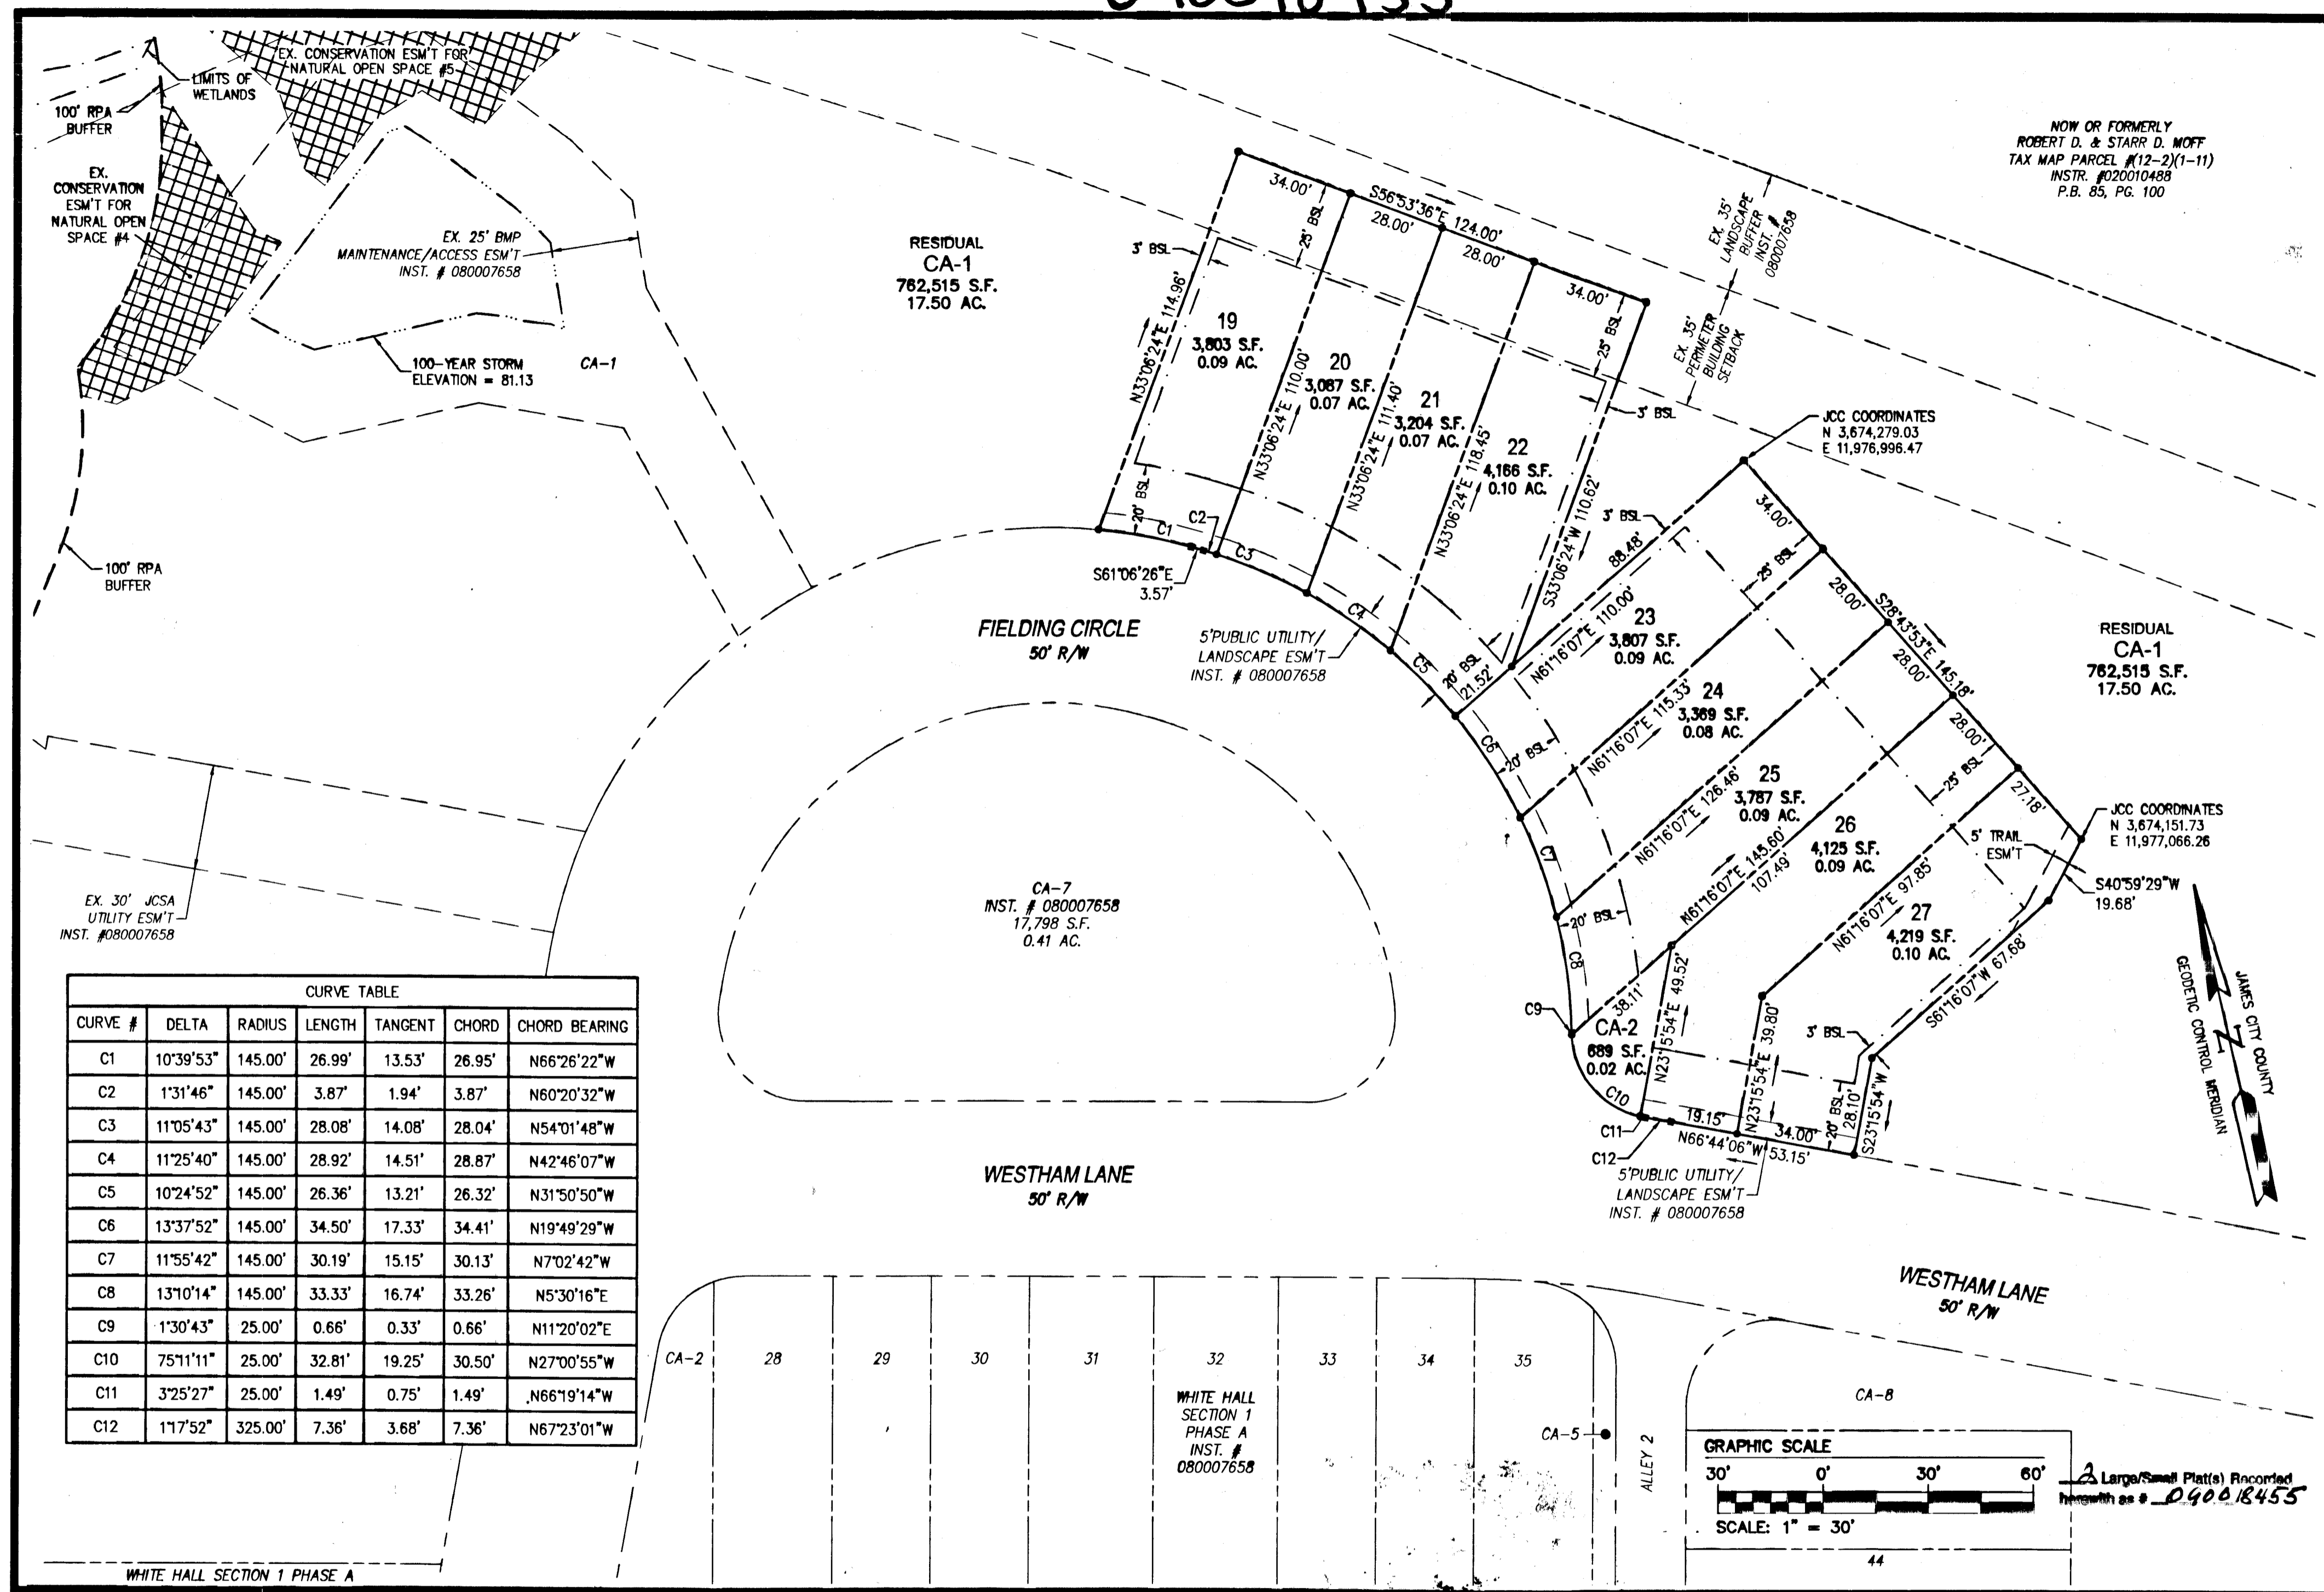 EX. CONSERVATION ESM'T FOR
NATURAL OPEN SPACE #5
LIMITS OF
WETLANDS
100' RPA
BUFFER
EX.
CONSERVATION
ESM'T FOR
NATURAL OPEN
SPACE #4
EX. 25' BMP
MAINTENANCE/ACCESS ESM'T
INST. # 080007658
100-YEAR STORM
ELEVATION = 81.13
CA-1
100' RPA
BUFFER
RESIDUAL
CA-1
762,515 S.F.
17.50 AC.
NOW OR FORMERLY
ROBERT D. & STARR D. MOFF
TAX MAP PARCEL #(12-2)(1-11)
INSTR. #020010488
P.B. 85, PG. 100
EX. 35'
LANDSCAPE
BUFFER
INST. #
080007658
EX. 35'
PERIMETER
BUILDING
SETBACK
34.00'
S56°53'36"E 124.00'
28.00'
28.00'
34.00'
25' BSL
3' BSL
25' BSL
3' BSL
N33°06'24"E 114.96'
19
3,803 S.F.
0.09 AC.
N33°06'24"E 110.00'
20
3,087 S.F.
0.07 AC.
N33°06'24"E 111.40'
21
3,204 S.F.
0.07 AC.
N33°06'24"E 118.45'
22
4,166 S.F.
0.10 AC.
S33°06'24"W 110.62'
20' BSL
C1
C2
C3
S61°06'26"E
3.57'
C4
C5
5'PUBLIC UTILITY/
LANDSCAPE ESM'T
INST. # 080007658
FIELDING CIRCLE
50' R/W
JCC COORDINATES
N 3,674,279.03
E 11,976,996.47
34.00'
3' BSL
88.48'
20' BSL
21.52'
25' BSL
28.00'
S28°43'53"E 145.18'
28.00'
28.00'
27.18'
N61°16'07"E 110.00'
23
3,807 S.F.
0.09 AC.
C6
20' BSL
N61°16'07"E 115.33'
24
3,369 S.F.
0.08 AC.
C7
N61°16'07"E 126.46'
25
3,787 S.F.
0.09 AC.
25' BSL
20' BSL
C8
N61°16'07"E 145.60'
107.49'
38.11'
26
4,125 S.F.
0.09 AC.
N61°16'07"E 97.85'
27
4,219 S.F.
0.10 AC.
5' TRAIL
ESM'T
JCC COORDINATES
N 3,674,151.73
E 11,977,066.26
S40°59'29"W
19.68'
S61°16'07"W 67.68'
3' BSL
RESIDUAL
CA-1
762,515 S.F.
17.50 AC.
C9
CA-2
689 S.F.
0.02 AC.
C10
N23°15'54"E 49.52'
N23°15'54"E 39.80'
20' BSL
28.10'
S23°15'54"W
C11
C12
19.15'
34.00'
N66°44'06"W 53.15'
5'PUBLIC UTILITY/
LANDSCAPE ESM'T
INST. # 080007658
JAMES CITY COUNTY
GEODETIC CONTROL MERIDIAN
EX. 30' JCSA
UTILITY ESM'T
INST. #080007658
CA-7
INST. # 080007658
17,798 S.F.
0.41 AC.
WESTHAM LANE
50' R/W
WESTHAM LANE
50' R/W
CURVE TABLE
CURVE # DELTA RADIUS LENGTH TANGENT CHORD CHORD BEARING
C1 10°39'53" 145.00' 26.99' 13.53' 26.95' N66°26'22"W
C2 1°31'46" 145.00' 3.87' 1.94' 3.87' N60°20'32"W
C3 11°05'43" 145.00' 28.08' 14.08' 28.04' N54°01'48"W
C4 11°25'40" 145.00' 28.92' 14.51' 28.87' N42°46'07"W
C5 10°24'52" 145.00' 26.36' 13.21' 26.32' N31°50'50"W
C6 13°37'52" 145.00' 34.50' 17.33' 34.41' N19°49'29"W
C7 11°55'42" 145.00' 30.19' 15.15' 30.13' N7°02'42"W
C8 13°10'14" 145.00' 33.33' 16.74' 33.26' N5°30'16"E
C9 1°30'43" 25.00' 0.66' 0.33' 0.66' N11°20'02"E
C10 75°11'11" 25.00' 32.81' 19.25' 30.50' N27°00'55"W
C11 3°25'27" 25.00' 1.49' 0.75' 1.49' N66°19'14"W
C12 1°17'52" 325.00' 7.36' 3.68' 7.36' N67°23'01"W
CA-2 28 29 30 31 32 33 34 35
WHITE HALL
SECTION 1
PHASE A
INST. #
080007658
CA-5
ALLEY 2
CA-8
GRAPHIC SCALE
30' 0' 30' 60'
SCALE: 1" = 30'
2 Large/Small Plat(s) Recorded
herewith as # 090018455
44
WHITE HALL SECTION 1 PHASE A